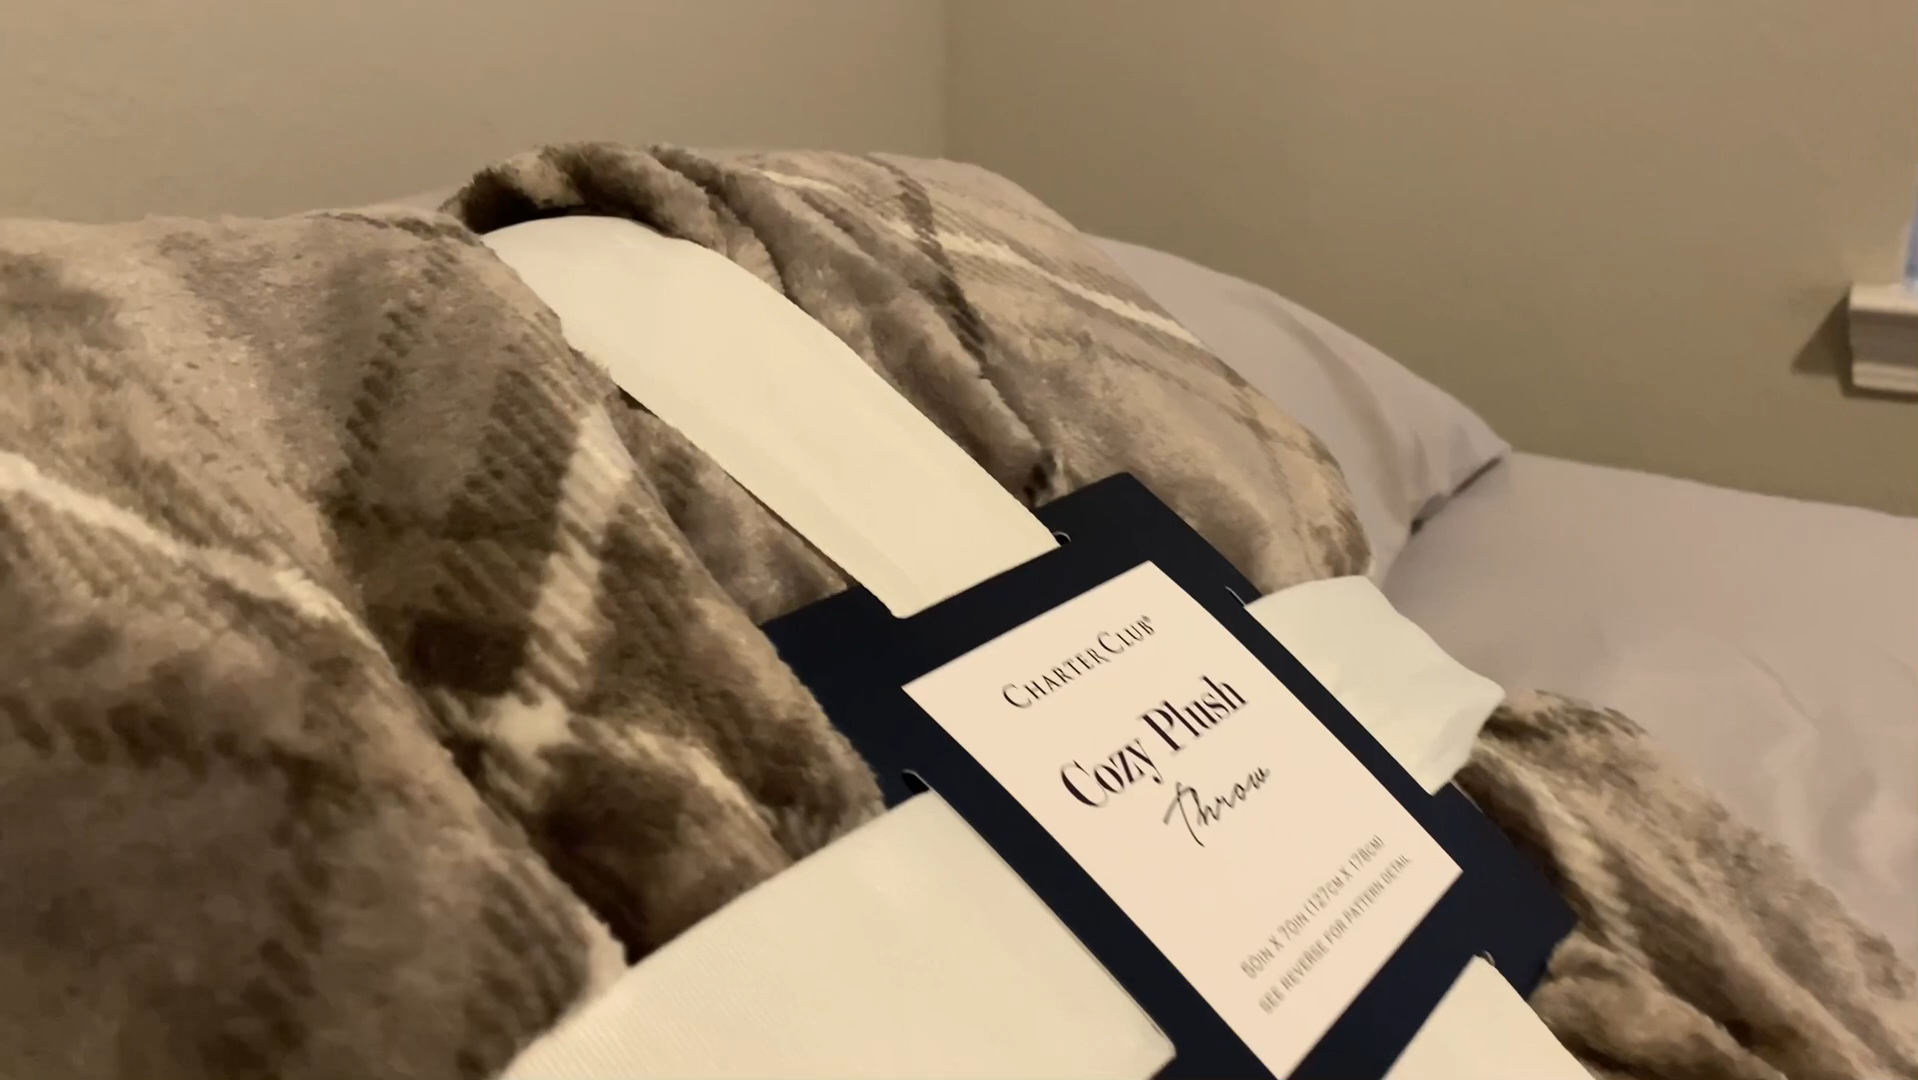 CHARTER CLUB®
Cozy Plush
Throw
50IN X 70IN (127CM X 178CM)
SEE REVERSE FOR PATTERN DETAIL